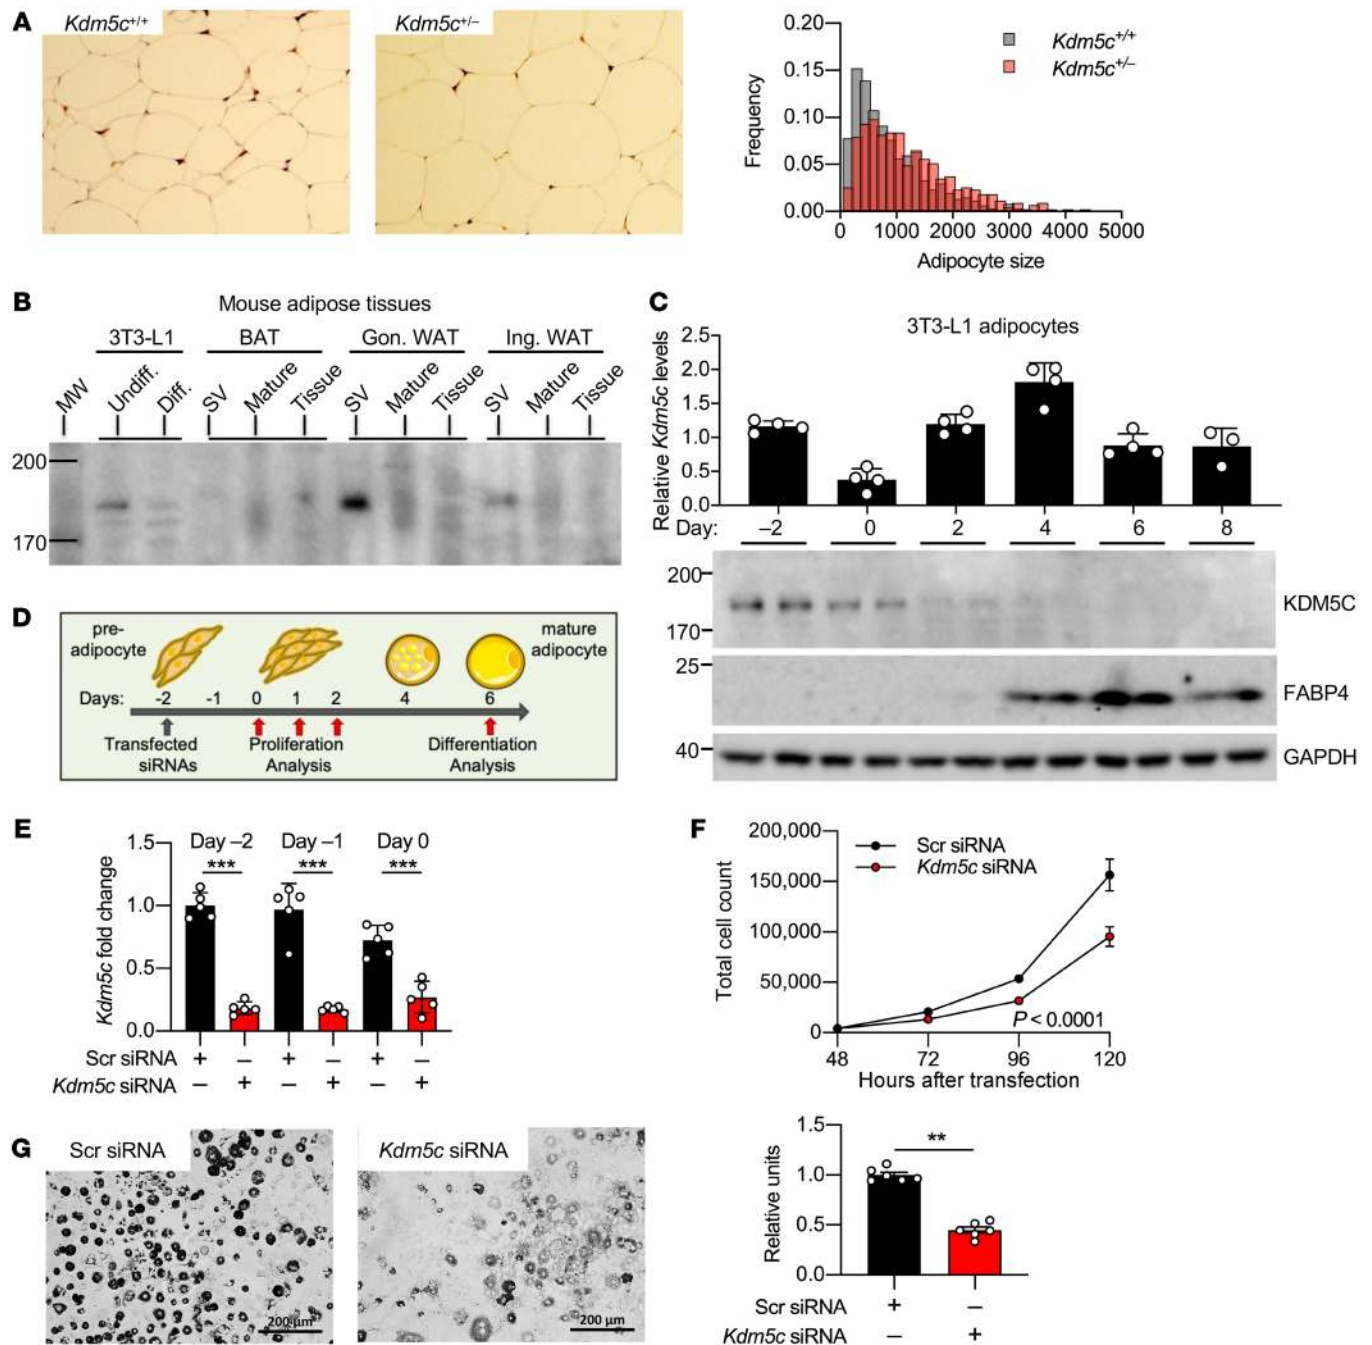 A
Kdm5c+/+
Kdm5c+/–
0.20
0.15
0.10
0.05
0.00
Frequency
Kdm5c+/+
Kdm5c+/–
0 1000 2000 3000 4000 5000
Adipocyte size
B
Mouse adipose tissues
3T3-L1 BAT Gon. WAT Ing. WAT
MW Undiff. Diff. SV Mature Tissue SV Mature Tissue SV Mature Tissue
200
170
C
3T3-L1 adipocytes
Relative Kdm5c levels
2.5
2.0
1.5
1.0
0.5
0.0
Day: –2 0 2 4 6 8
200
KDM5C
170
25
FABP4
40
GAPDH
D
pre-
adipocyte
mature
adipocyte
Days: -2 -1 0 1 2 4 6
Transfected
siRNAs
Proliferation
Analysis
Differentiation
Analysis
E
Kdm5c fold change
1.5
1.0
0.5
0.0
Day –2 Day –1 Day 0
*** *** ***
Scr siRNA + – + – + –
Kdm5c siRNA – + – + – +
F
Total cell count
200,000
150,000
100,000
50,000
0
Scr siRNA
Kdm5c siRNA
P < 0.0001
48 72 96 120
Hours after transfection
G
Scr siRNA
200 µm
Kdm5c siRNA
200 µm
Relative units
1.5
1.0
0.5
0.0
**
Scr siRNA + –
Kdm5c siRNA – +